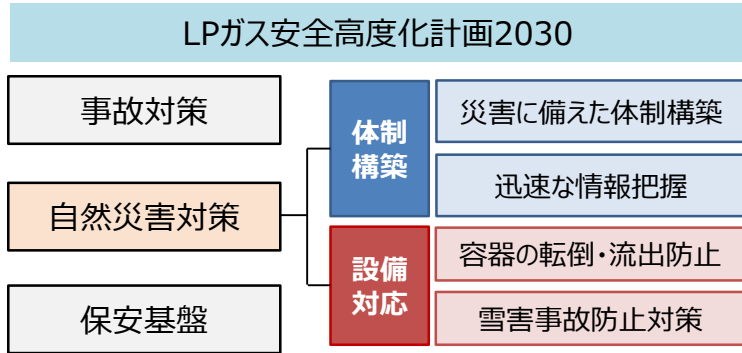 LPガス安全高度化計画2030
事故対策
自然災害対策
保安基盤
体制
構築
災害に備えた体制構築
迅速な情報把握
設備
対応
容器の転倒・流出防止
雪害事故防止対策